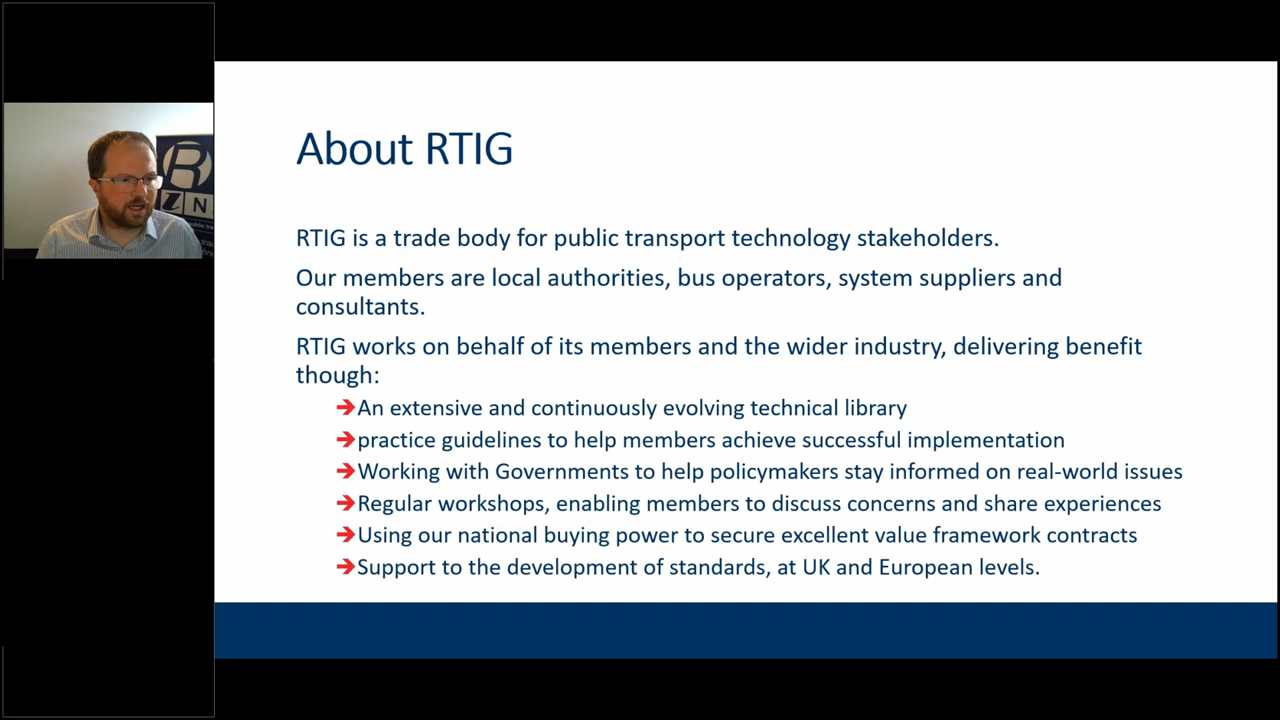 About RTIG
RTIG is a trade body for public transport technology stakeholders.
Our members are local authorities, bus operators, system suppliers and
consultants.
RTIG works on behalf of its members and the wider industry, delivering benefit
though:
➔An extensive and continuously evolving technical library
➔practice guidelines to help members achieve successful implementation
➔Working with Governments to help policymakers stay informed on real-world issues
➔Regular workshops, enabling members to discuss concerns and share experiences
➔Using our national buying power to secure excellent value framework contracts
➔Support to the development of standards, at UK and European levels.
R
i N
public